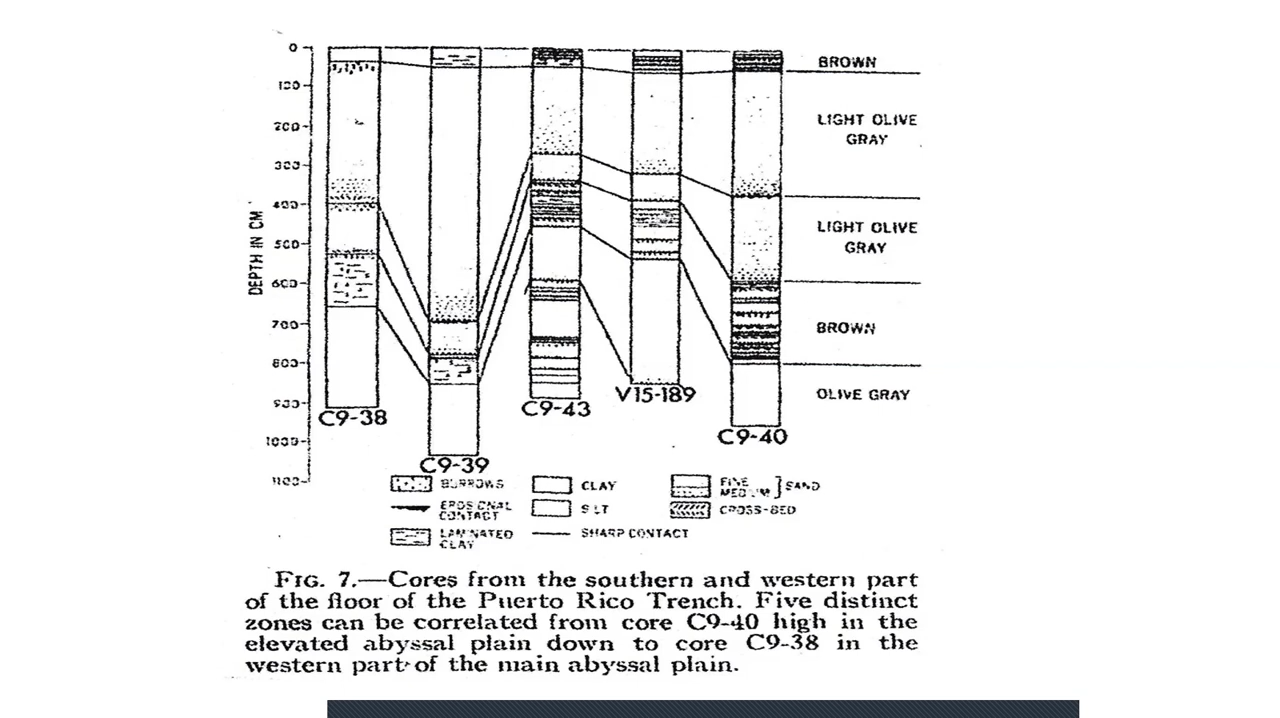 0
BROWN
100
LIGHT OLIVE
GRAY
200
300
400
LIGHT OLIVE
GRAY
DEPTH IN CM
500
600
700
BROWN
800
OLIVE GRAY
900
C9-38
C9-39
C9-43
V15-189
C9-40
1000
1100
BURROWS
CLAY
FINE
MEDIUM
SAND
EROSIONAL
CONTACT
SILT
CROSS-BED
LAMINATED
CLAY
SHARP CONTACT
FIG. 7.—Cores from the southern and western part
of the floor of the Puerto Rico Trench. Five distinct
zones can be correlated from core C9-40 high in the
elevated abyssal plain down to core C9-38 in the
western part of the main abyssal plain.